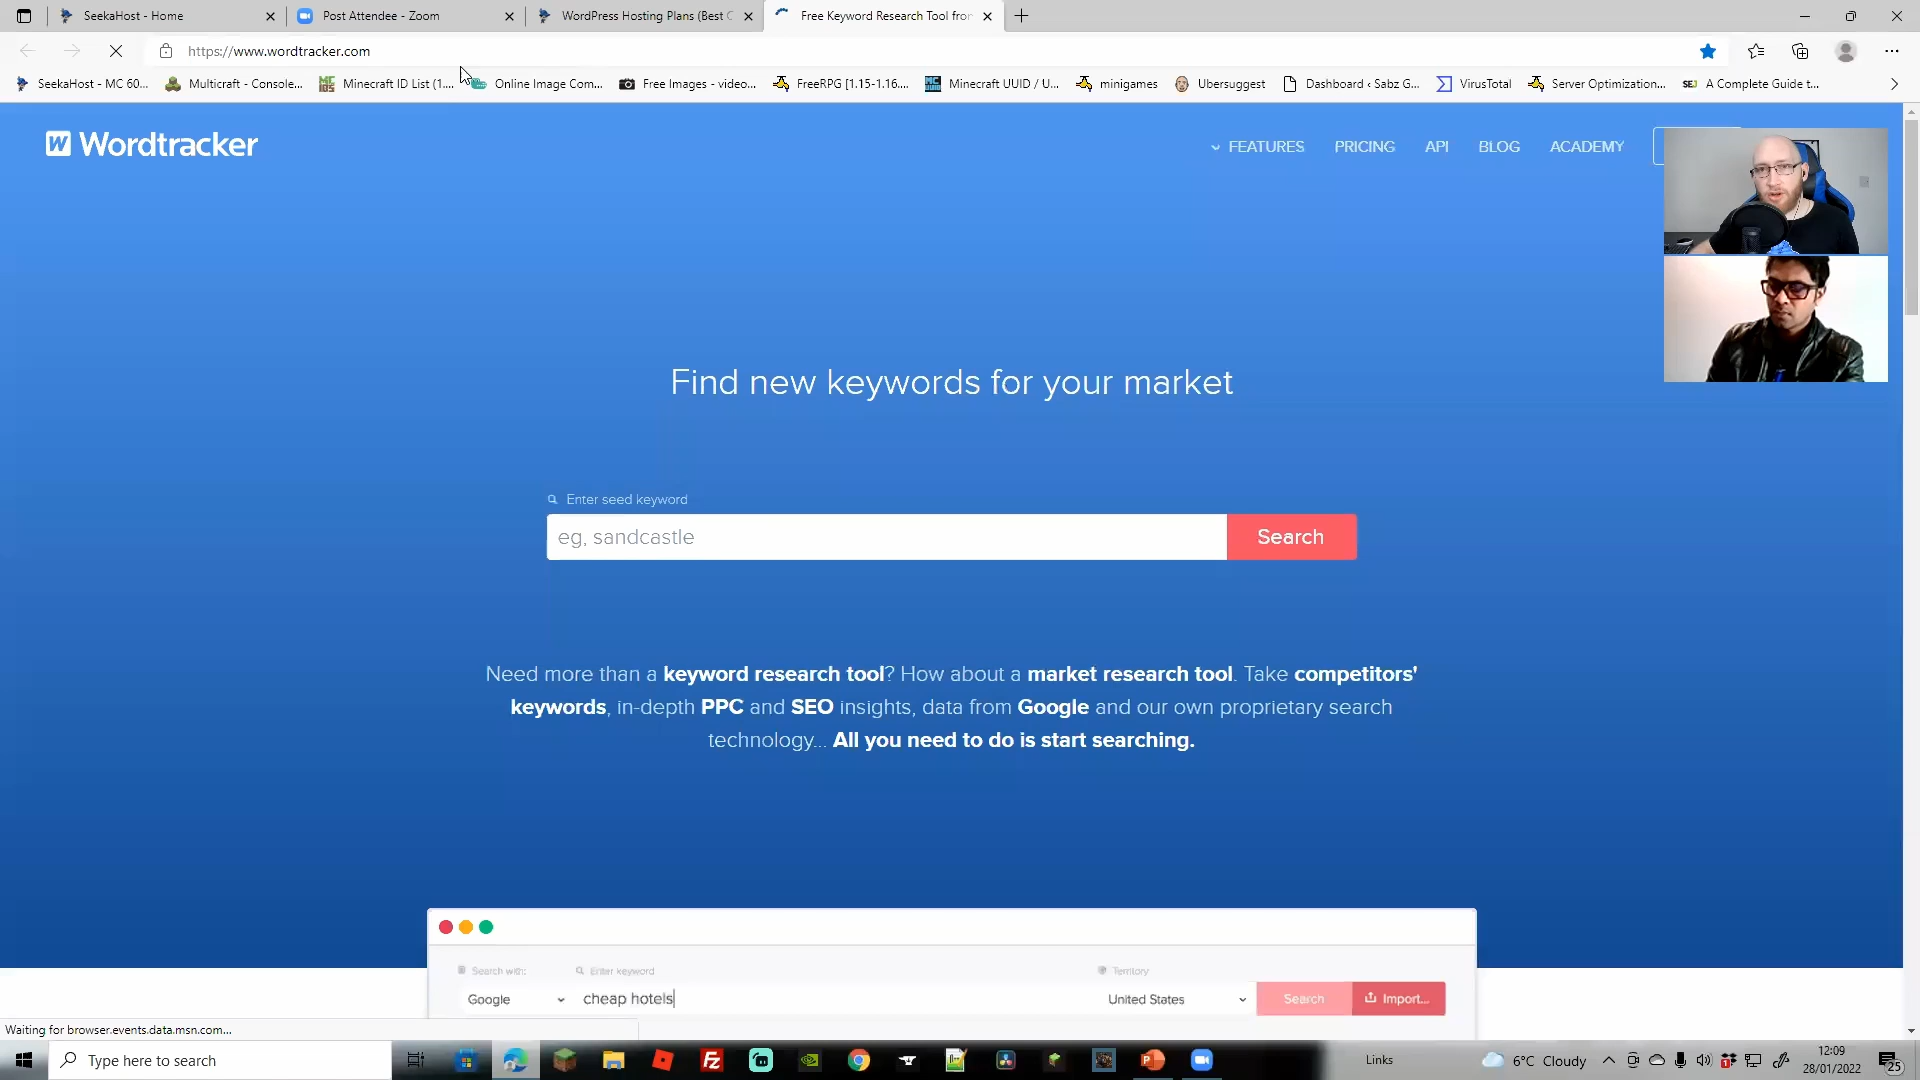 SeekaHost - Home
Post Attendee - Zoom
WordPress Hosting Plans (Best C
Free Keyword Research Tool fror
https://www.wordtracker.com
SeekaHost - MC 60...
Multicraft - Console...
Minecraft ID List (1....
Online Image Com...
Free Images - video...
FreeRPG [1.15-1.16....
Minecraft UUID / U...
minigames
Ubersuggest
Dashboard ‹ Sabz G...
VirusTotal
Server Optimization...
SEJ
A Complete Guide t...
W Wordtracker
FEATURES
PRICING
API
BLOG
ACADEMY
Find new keywords for your market
Enter seed keyword
eg, sandcastle
Search
Need more than a keyword research tool? How about a market research tool. Take competitors'
keywords, in-depth PPC and SEO insights, data from Google and our own proprietary search
technology... All you need to do is start searching.
Search with:
Enter keyword
Territory
Google
cheap hotels
United States
Search
Import...
Waiting for browser.events.data.msn.com...
Type here to search
Links
6°C Cloudy
12:09
28/01/2022
25